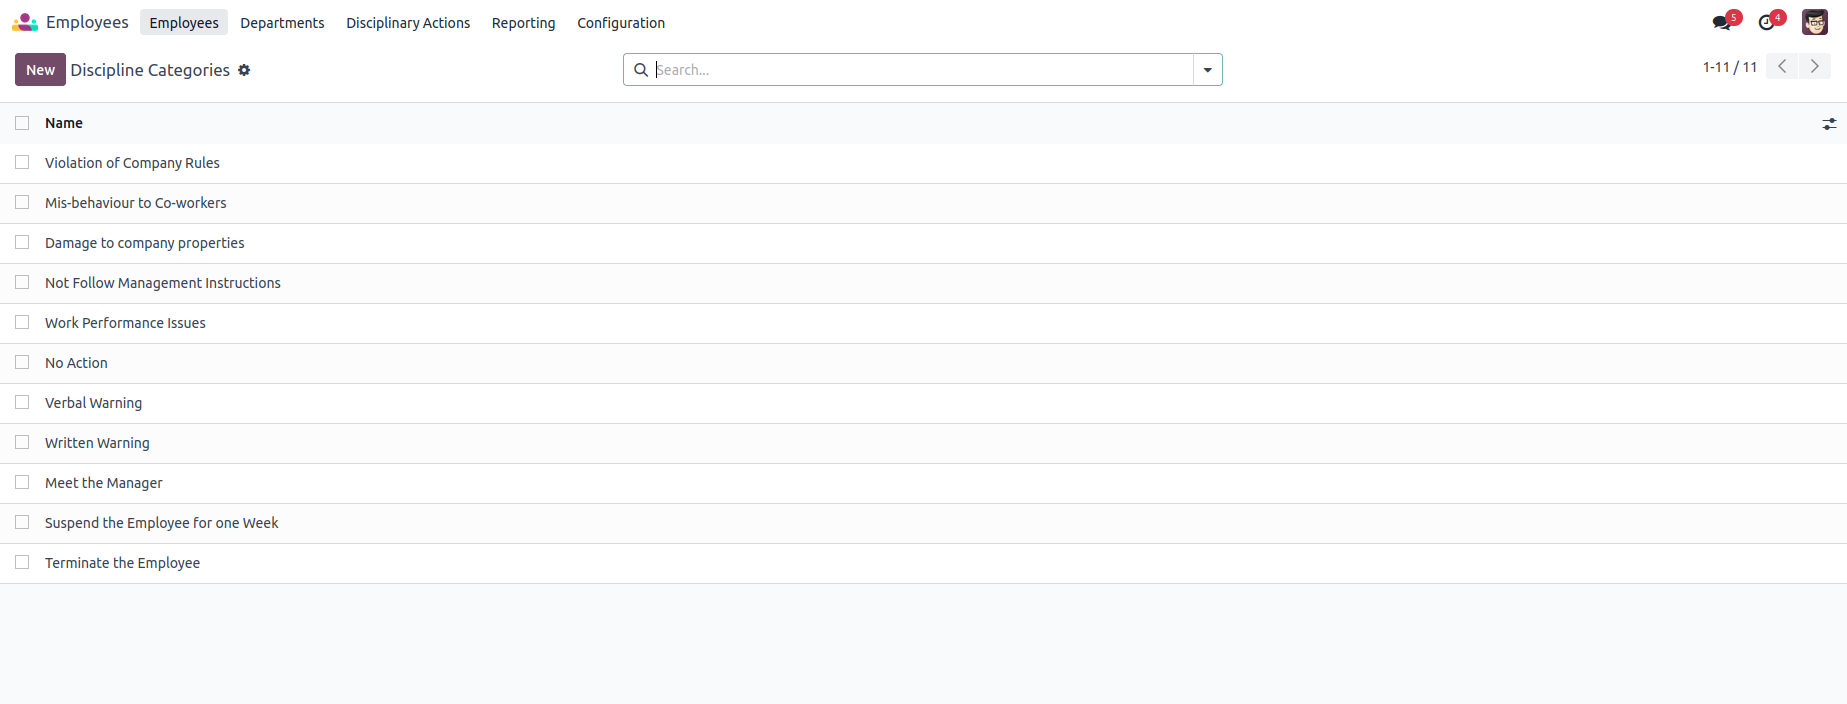 Employees Employees Departments Disciplinary Actions Reporting Configuration 5 4
New Discipline Categories Search... 1-11 / 11
Name
Violation of Company Rules
Mis-behaviour to Co-workers
Damage to company properties
Not Follow Management Instructions
Work Performance Issues
No Action
Verbal Warning
Written Warning
Meet the Manager
Suspend the Employee for one Week
Terminate the Employee